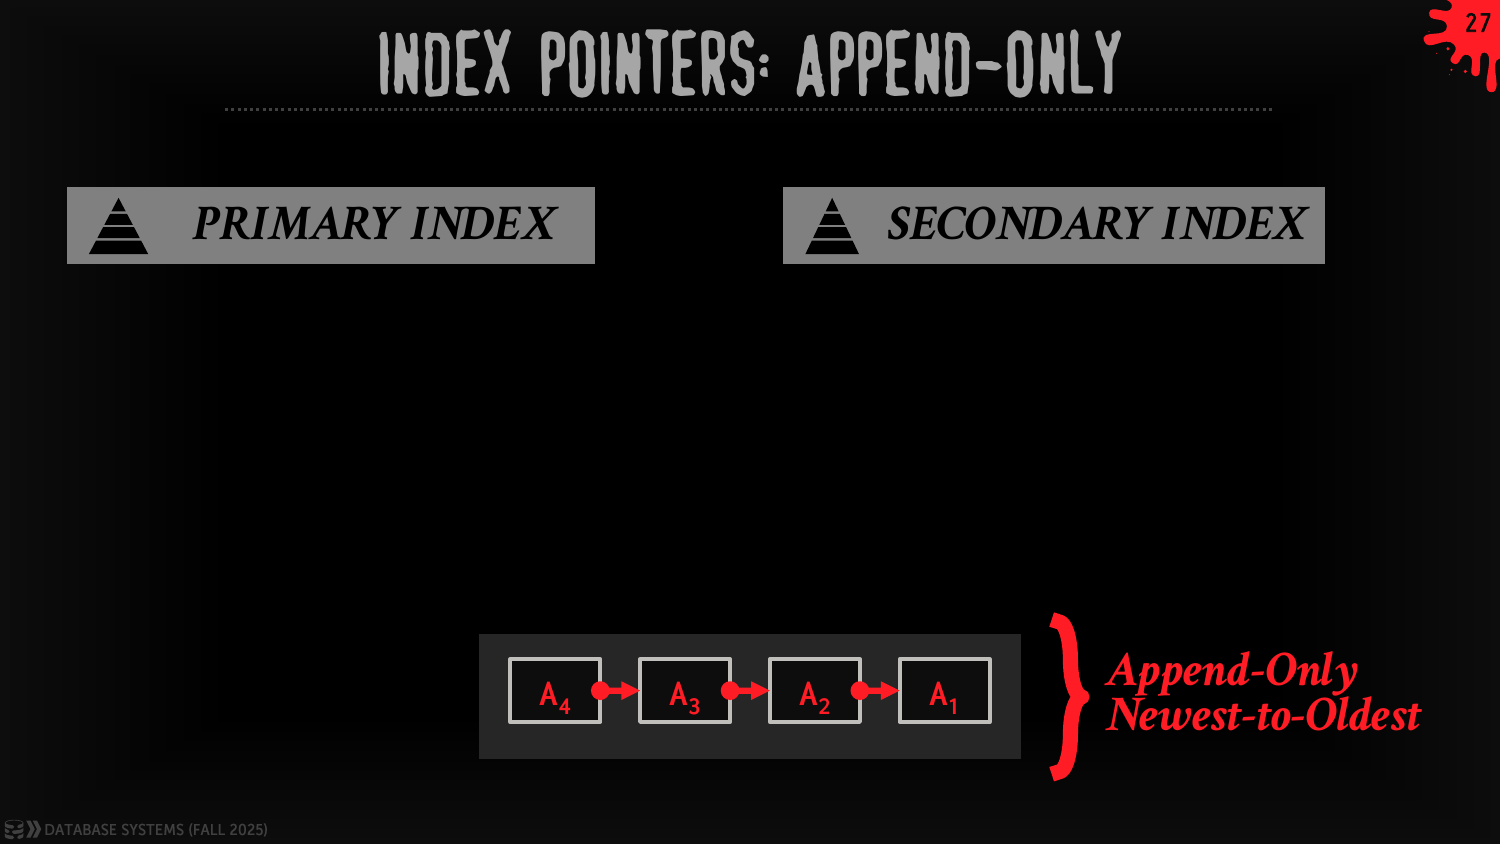 INDEX POINTERS: APPEND-ONLY
27
PRIMARY INDEX
SECONDARY INDEX
A4 A3 A2 A1
Append-Only
Newest-to-Oldest
DATABASE SYSTEMS (FALL 2025)